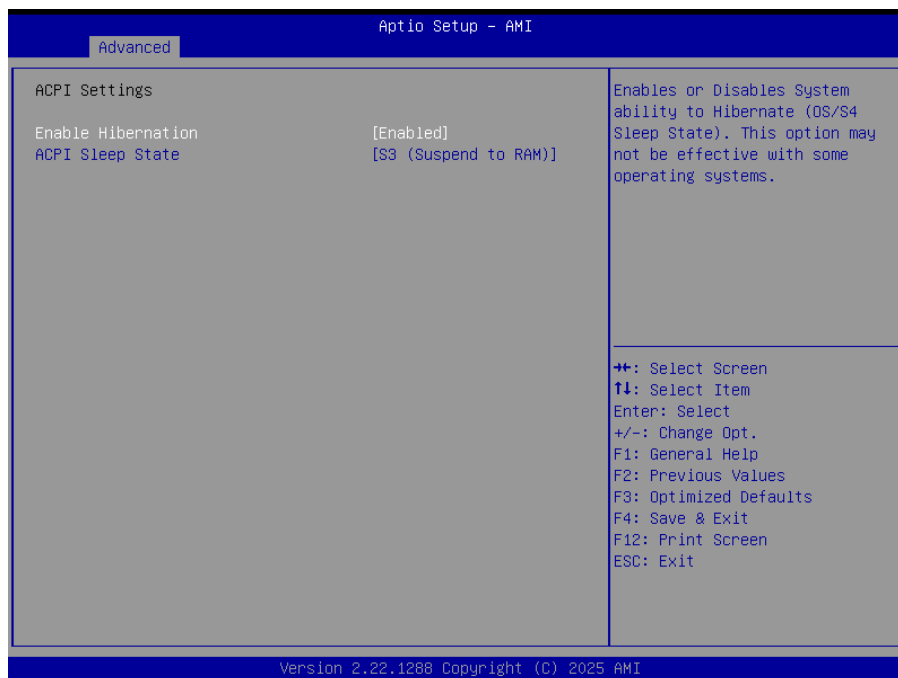 Aptio Setup – AMI
Advanced
ACPI Settings
Enable Hibernation [Enabled]
ACPI Sleep State [S3 (Suspend to RAM)]
Enables or Disables System
ability to Hibernate (OS/S4
Sleep State). This option may
not be effective with some
operating systems.
→←: Select Screen
↑↓: Select Item
Enter: Select
+/-: Change Opt.
F1: General Help
F2: Previous Values
F3: Optimized Defaults
F4: Save & Exit
F12: Print Screen
ESC: Exit
Version 2.22.1288 Copyright (C) 2025 AMI